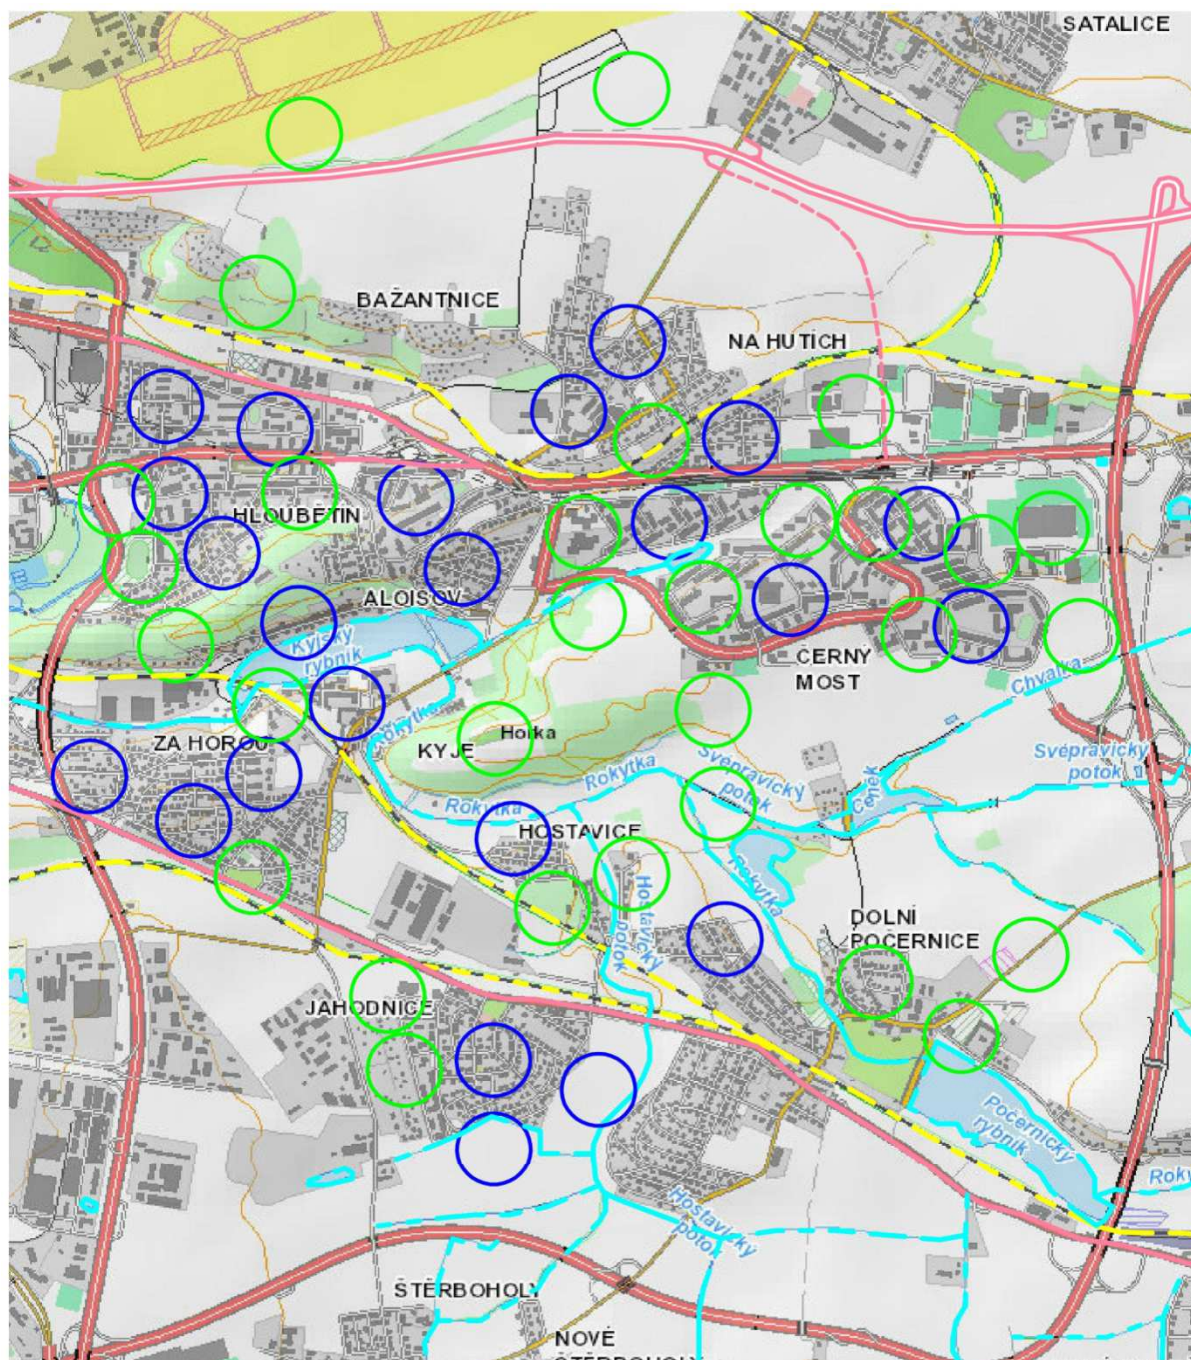 SATALICE
BAŽANTNICE
NA HUTÍCH
HLOUBĚTÍN
ALOISOV
Kyjský
rybník
ČERNÝ
MOST
Chvalka
Rokytka
ZA HOROU
KYJE
Horka
Rokytka
Svépravický
potok
Čeněk
Svépravický
potok
Rokytka
HOSTAVICE
Hostavický
potok
Rokytka
DOLNÍ
POČERNICE
JAHODNICE
Počernický
rybník
Hostavický
potok
ŠTĚRBOHOLY
NOVÉ
ŠTĚRBOHOLY